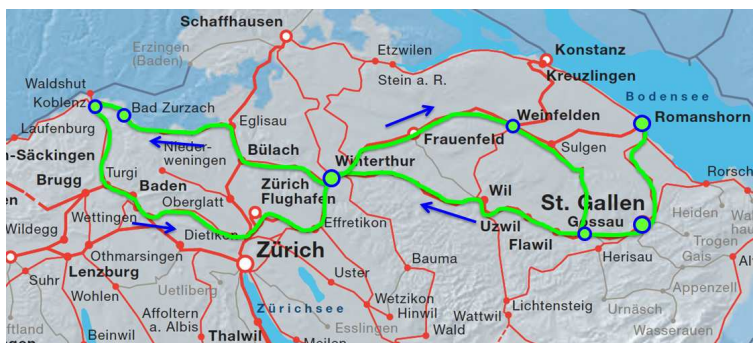 Schaffhausen
Erzingen
(Baden)
Etzwilen
Konstanz
Stein a. R.
Kreuzlingen
Waldshut
Koblenz
Bad Zurzach
Eglisau
Bodensee
Weinfelden
Romanshorn
Laufenburg
Frauenfeld
Sulgen
Nieder-
weningen
Bülach
Winterthur
n-Säckingen
Turgi
Rorsch
Brugg
Baden
Zürich
Flughafen
Wil
St. Gallen
Oberglatt
Wettingen
Gossau
Heiden
en
Effretikon
Uzwil
Wildegg
Dietikon
Flawil
Trogen
Othmarsingen
Zürich
Herisau
Gais
Lenzburg
Bauma
Suhr
Uetliberg
Uster
Appenzell
Wohlen
Zürichsee
Wetzikon
Lichtensteig
Affoltern
a. Albis
Hinwil
Wattwil
Urnäsch
Esslingen
Wasserauen
Beinwil
Thalwil
Wald